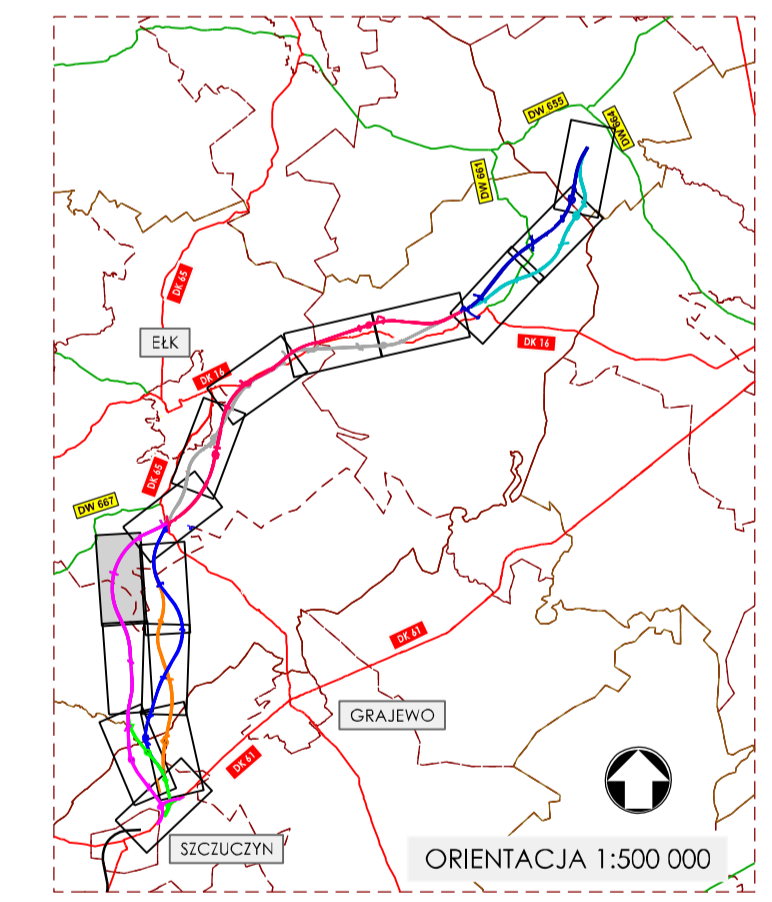 DW 655
DW 664
DW 661
DK 65
EŁK
DK 16
DK 16
DK 65
DW 667
DK 61
GRAJEWO
DK 61
SZCZUCZYN
ORIENTACJA 1:500 000